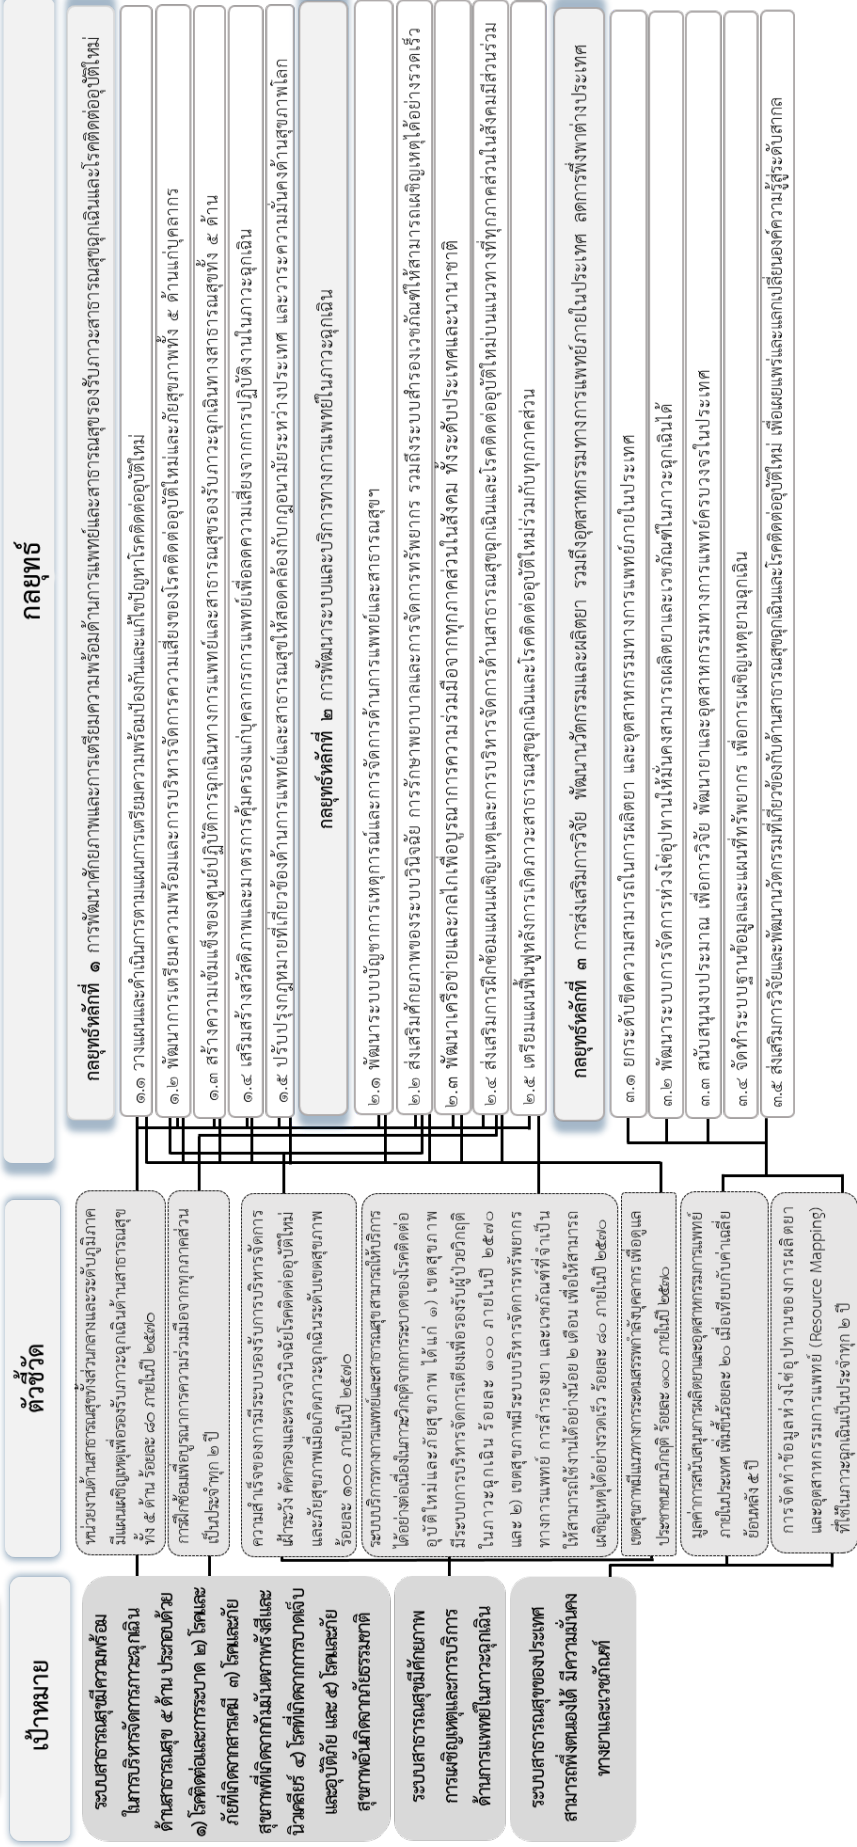 เป้าหมาย
ระบบสาธารณสุขมีความพร้อม
ในการบริหารจัดการภาวะฉุกเฉิน
ด้านสาธารณสุข ๕ ด้าน ประกอบด้วย
๑) โรคติดต่อและการระบาด ๒) โรคและ
ภัยที่เกิดจากสารเคมี ๓) โรคและภัย
สุขภาพที่เกิดจากกัมมันตภาพรังสีและ
นิวเคลียร์ ๔) โรคที่เกิดจากการบาดเจ็บ
และอุบัติภัย และ ๕) โรคและภัย
สุขภาพอันเกิดจากภัยธรรมชาติ
ระบบสาธารณสุขมีศักยภาพ
การเผชิญเหตุและการบริการ
ด้านการแพทย์ในภาวะฉุกเฉิน
ระบบสาธารณสุขของประเทศ
สามารถพึ่งตนเองได้ มีความมั่นคง
ทางยาและเวชภัณฑ์
ตัวชี้วัด
หน่วยงานด้านสาธารณสุขทั้งส่วนกลางและระดับภูมิภาค
มีแผนเผชิญเหตุเพื่อรองรับภาวะฉุกเฉินด้านสาธารณสุข
ทั้ง ๕ ด้าน ร้อยละ ๘๐ ภายในปี ๒๕๗๐
การฝึกซ้อมเพื่อบูรณาการความร่วมมือจากทุกภาคส่วน
เป็นประจำทุก ๒ ปี
ความสำเร็จของการมีระบบรองรับการบริหารจัดการ
เฝ้าระวัง คัดกรองและตรวจวินิจฉัยโรคติดต่ออุบัติใหม่
และภัยสุขภาพเมื่อเกิดภาวะฉุกเฉินระดับเขตสุขภาพ
ร้อยละ ๑๐๐ ภายในปี ๒๕๗๐
ระบบบริการทางการแพทย์และสาธารณสุข สามารถให้บริการ
ได้อย่างต่อเนื่องในภาวะวิกฤติจากการระบาดของโรคติดต่อ
อุบัติใหม่และภัยสุขภาพ ได้แก่ ๑) เขตสุขภาพ
มีระบบการบริหารจัดการเตียงเพื่อรองรับผู้ป่วยวิกฤติ
ในภาวะฉุกเฉิน ร้อยละ ๑๐๐ ภายในปี ๒๕๗๐
และ ๒) เขตสุขภาพมีระบบบริหารจัดการทรัพยากร
ทางการแพทย์ การสำรองยา และเวชภัณฑ์ที่จำเป็น
ให้สามารถใช้งานได้อย่างน้อย ๒ เดือน เพื่อให้สามารถ
เผชิญเหตุได้อย่างรวดเร็ว ร้อยละ ๘๐ ภายในปี ๒๕๗๐
เขตสุขภาพมีแนวทางการระดมสรรพกำลังบุคลากร เพื่อดูแล
ประชาชนยามวิกฤติ ร้อยละ ๑๐๐ ภายในปี ๒๕๗๐
มูลค่าการสนับสนุนการผลิตยาและอุตสาหกรรมการแพทย์
ภายในประเทศ เพิ่มขึ้นร้อยละ ๒๐ เมื่อเทียบกับค่าเฉลี่ย
ย้อนหลัง ๕ ปี
การจัดทำข้อมูลห่วงโซ่อุปทานของการผลิตยา
และอุตสาหกรรมการแพทย์ (Resource Mapping)
ที่ใช้ในภาวะฉุกเฉินเป็นประจำทุก ๒ ปี
กลยุทธ์
กลยุทธ์หลักที่ ๑ การพัฒนาศักยภาพและการเตรียมความพร้อมด้านการแพทย์และสาธารณสุขรองรับภาวะสาธารณสุขฉุกเฉินและโรคติดต่ออุบัติใหม่
๑.๑ วางแผนและดำเนินการตามแผนการเตรียมความพร้อมป้องกันและแก้ไขปัญหาโรคติดต่ออุบัติใหม่
๑.๒ พัฒนาการเตรียมความพร้อมและการบริหารจัดการความเสี่ยงของโรคติดต่ออุบัติใหม่และภัยสุขภาพทั้ง ๕ ด้านแก่บุคลากร
๑.๓ สร้างความเข้มแข็งของศูนย์ปฏิบัติการฉุกเฉินทางการแพทย์และสาธารณสุขรองรับภาวะฉุกเฉินทางสาธารณสุขทั้ง ๕ ด้าน
๑.๔ เสริมสร้างสวัสดิภาพและมาตรการคุ้มครองแก่บุคลากรการแพทย์เพื่อลดความเสี่ยงจากการปฏิบัติงานในภาวะฉุกเฉิน
๑.๕ ปรับปรุงกฎหมายที่เกี่ยวข้องด้านการแพทย์และสาธารณสุขให้สอดคล้องกับกฎอนามัยระหว่างประเทศ และวาระความมั่นคงด้านสุขภาพโลก
กลยุทธ์หลักที่ ๒ การพัฒนาระบบและบริการทางการแพทย์ในภาวะฉุกเฉิน
๒.๑ พัฒนาระบบบัญชาการเหตุการณ์และการจัดการด้านการแพทย์และสาธารณสุขฯ
๒.๒ ส่งเสริมศักยภาพของระบบวินิจฉัย การรักษาพยาบาลและการจัดการทรัพยากร รวมถึงระบบสำรองเวชภัณฑ์ให้สามารถเผชิญเหตุได้อย่างรวดเร็ว
๒.๓ พัฒนาเครือข่ายและกลไกเพื่อบูรณาการความร่วมมือจากทุกภาคส่วนในสังคม ทั้งระดับประเทศและนานาชาติ
๒.๔ ส่งเสริมการฝึกซ้อมแผนเผชิญเหตุและการบริหารจัดการด้านสาธารณสุขฉุกเฉินและโรคติดต่ออุบัติใหม่บนแนวทางที่ทุกภาคส่วนในสังคมมีส่วนร่วม
๒.๕ เตรียมแผนฟื้นฟูหลังการเกิดภาวะสาธารณสุขฉุกเฉินและโรคติดต่ออุบัติใหม่ร่วมกับทุกภาคส่วน
กลยุทธ์หลักที่ ๓ การส่งเสริมการวิจัย พัฒนานวัตกรรมและผลิตยา รวมถึงอุตสาหกรรมทางการแพทย์ภายในประเทศ ลดการพึ่งพาต่างประเทศ
๓.๑ ยกระดับขีดความสามารถในการผลิตยา และอุตสาหกรรมทางการแพทย์ภายในประเทศ
๓.๒ พัฒนาระบบการจัดการห่วงโซ่อุปทานให้มั่นคงสามารถผลิตยาและเวชภัณฑ์ในภาวะฉุกเฉินได้
๓.๓ สนับสนุนงบประมาณ เพื่อการวิจัย พัฒนายาและอุตสาหกรรมทางการแพทย์ครบวงจรในประเทศ
๓.๔ จัดทำระบบฐานข้อมูลและแผนที่ทรัพยากร เพื่อการเผชิญเหตุยามฉุกเฉิน
๓.๕ ส่งเสริมการวิจัยและพัฒนานวัตกรรมที่เกี่ยวข้องกับด้านสาธารณสุขฉุกเฉินและโรคติดต่ออุบัติใหม่ เพื่อเผยแพร่และแลกเปลี่ยนองค์ความรู้สู่ระดับสากล